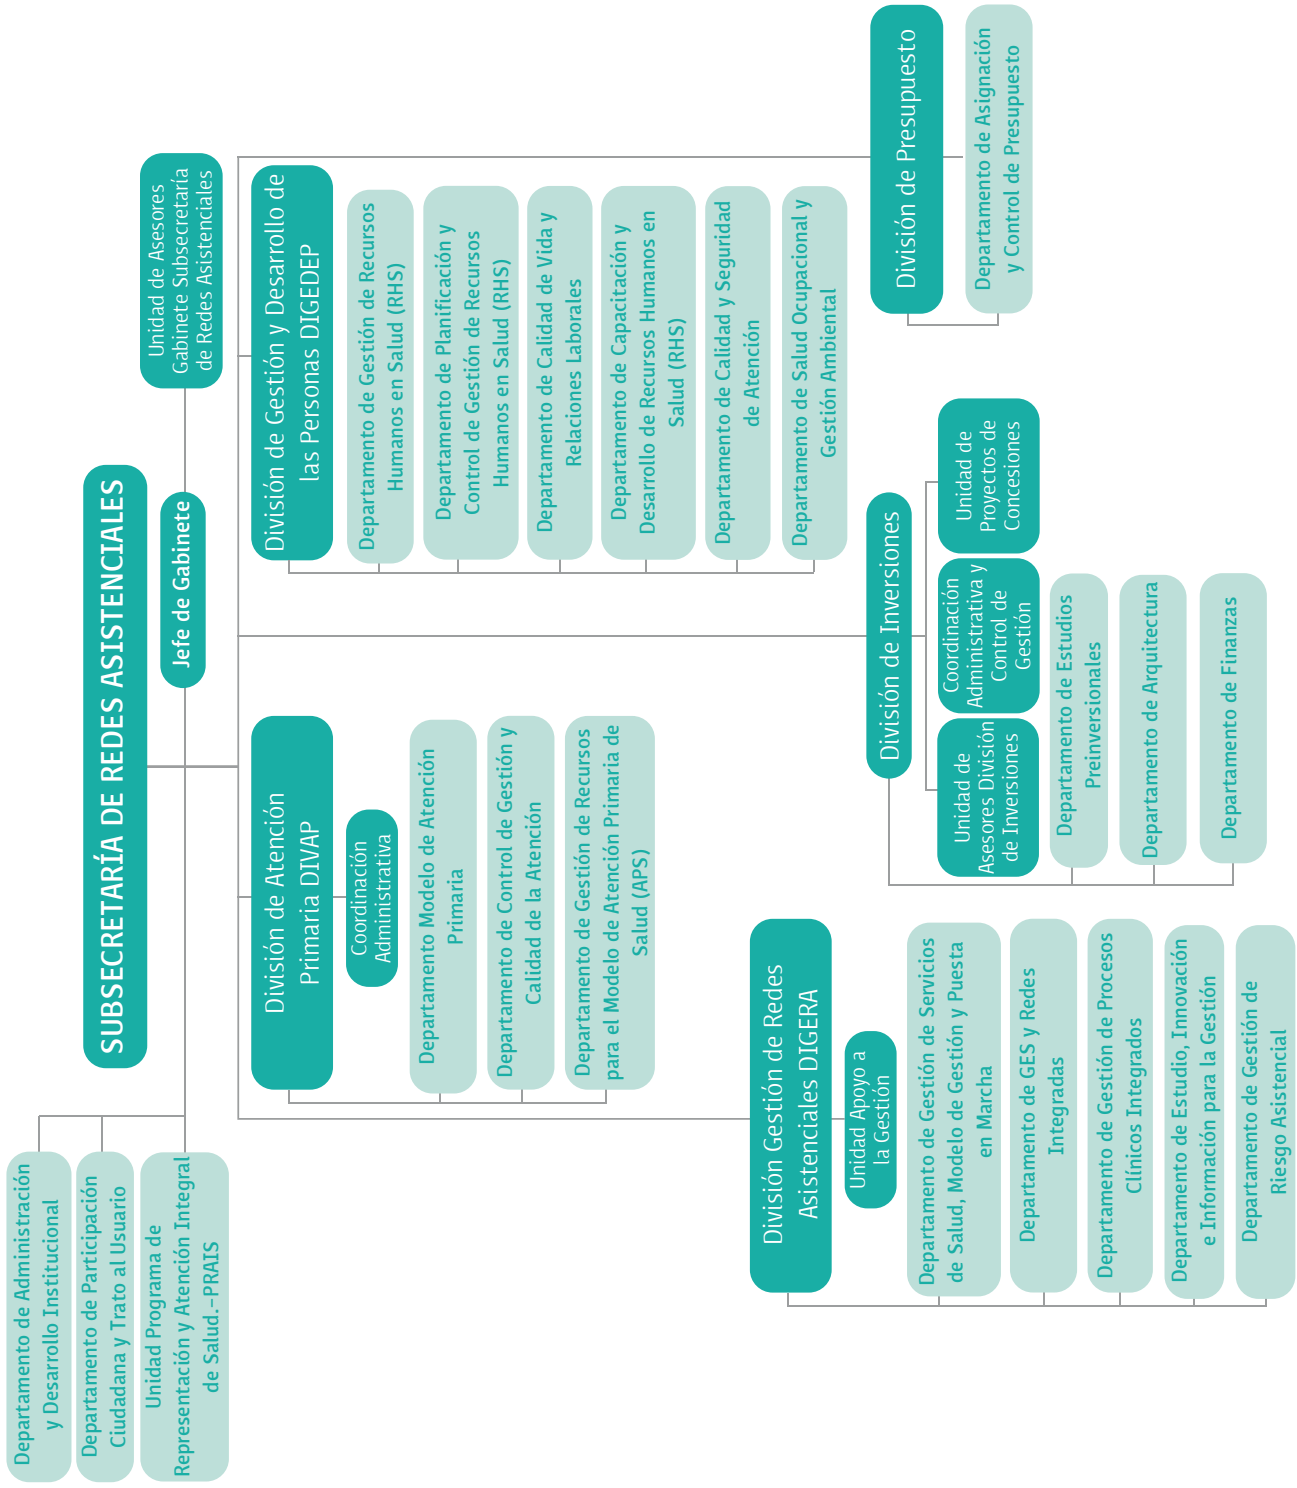 SUBSECRETARÍA DE REDES ASISTENCIALES
Jefe de Gabinete
Unidad de Asesores
Gabinete Subsecretaría
de Redes Asistenciales
Departamento de Administración
y Desarrollo Institucional
Departamento de Participación
Ciudadana y Trato al Usuario
Unidad Programa de
Representación y Atención Integral
de Salud.-PRAIS
División de Atención
Primaria DIVAP
Coordinación
Administrativa
Departamento Modelo de Atención
Primaria
Departamento de Control de Gestión y
Calidad de la Atención
Departamento de Gestión de Recursos
para el Modelo de Atención Primaria de
Salud (APS)
División de Gestión y Desarrollo de
las Personas DIGEDEP
Departamento de Gestión de Recursos
Humanos en Salud (RHS)
Departamento de Planificación y
Control de Gestión de Recursos
Humanos en Salud (RHS)
Departamento de Calidad de Vida y
Relaciones Laborales
Departamento de Capacitación y
Desarrollo de Recursos Humanos en
Salud (RHS)
Departamento de Calidad y Seguridad
de Atención
Departamento de Salud Ocupacional y
Gestión Ambiental
División Gestión de Redes
Asistenciales DIGERA
Unidad Apoyo a
la Gestión
Departamento de Gestión de Servicios
de Salud, Modelo de Gestión y Puesta
en Marcha
Departamento de GES y Redes
Integradas
Departamento de Gestión de Procesos
Clínicos Integrados
Departamento de Estudio, Innovación
e Información para la Gestión
Departamento de Gestión de
Riesgo Asistencial
División de Inversiones
Unidad de
Asesores División
de Inversiones
Coordinación
Administrativa y
Control de
Gestión
Unidad de
Proyectos de
Concesiones
Departamento de Estudios
Preinversionales
Departamento de Arquitectura
Departamento de Finanzas
División de Presupuesto
Departamento de Asignación
y Control de Presupuesto